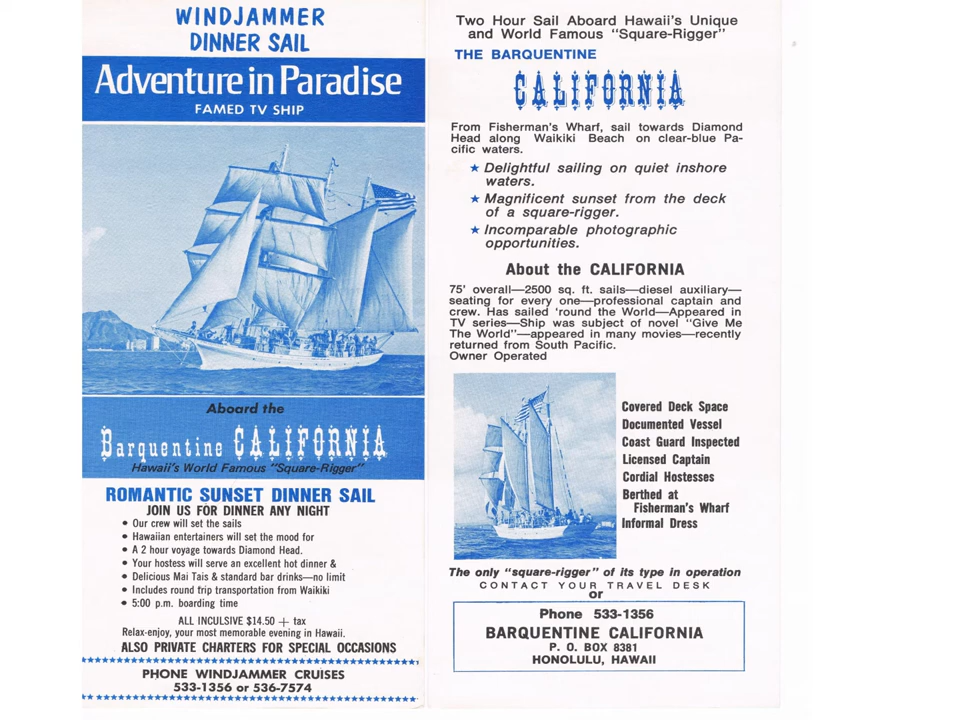 WINDJAMMER
DINNER SAIL
Adventure in Paradise
FAMED TV SHIP
Aboard the
Barquentine CALIFORNIA
Hawaii's World Famous "Square-Rigger"
ROMANTIC SUNSET DINNER SAIL
JOIN US FOR DINNER ANY NIGHT
• Our crew will set the sails
• Hawaiian entertainers will set the mood for
• A 2 hour voyage towards Diamond Head.
• Your hostess will serve an excellent hot dinner &
• Delicious Mai Tais & standard bar drinks—no limit
• Includes round trip transportation from Waikiki
• 5:00 p.m. boarding time
ALL INCULSIVE $14.50 + tax
Relax-enjoy, your most memorable evening in Hawaii.
ALSO PRIVATE CHARTERS FOR SPECIAL OCCASIONS
PHONE WINDJAMMER CRUISES
533-1356 or 536-7574
Two Hour Sail Aboard Hawaii's Unique
and World Famous "Square-Rigger"
THE BARQUENTINE
CALIFORNIA
From Fisherman's Wharf, sail towards Diamond
Head along Waikiki Beach on clear-blue Pa-
cific waters.
★ Delightful sailing on quiet inshore
waters.
★ Magnificent sunset from the deck
of a square-rigger.
★ Incomparable photographic
opportunities.
About the CALIFORNIA
75' overall—2500 sq. ft. sails—diesel auxiliary—
seating for every one—professional captain and
crew. Has sailed 'round the World—Appeared in
TV series—Ship was subject of novel "Give Me
The World"—appeared in many movies—recently
returned from South Pacific.
Owner Operated
Covered Deck Space
Documented Vessel
Coast Guard Inspected
Licensed Captain
Cordial Hostesses
Berthed at
Fisherman's Wharf
Informal Dress
The only "square-rigger" of its type in operation
CONTACT YOUR TRAVEL DESK
or
Phone 533-1356
BARQUENTINE CALIFORNIA
P. O. BOX 8381
HONOLULU, HAWAII